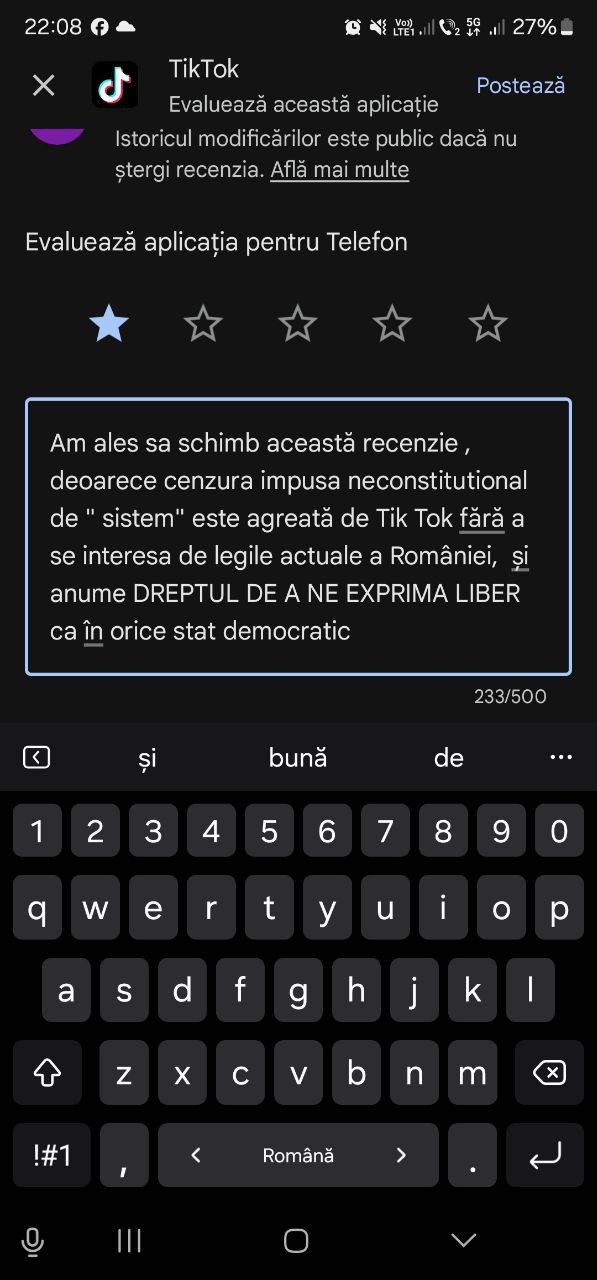 22:08
Vo)) LTE1 2 5G 27%
TikTok
Evaluează această aplicație
Postează
Istoricul modificărilor este public dacă nu
ștergi recenzia. Află mai multe
Evaluează aplicația pentru Telefon
Am ales sa schimb această recenzie ,
deoarece cenzura impusa neconstitutional
de " sistem" este agreată de Tik Tok fără a
se interesa de legile actuale a României,  și
anume DREPTUL DE A NE EXPRIMA LIBER
ca în orice stat democratic
233/500
și bună de ...
1 2 3 4 5 6 7 8 9 0
q w e r t y u i o p
a s d f g h j k l
z x c v b n m
!#1 , < Română > .